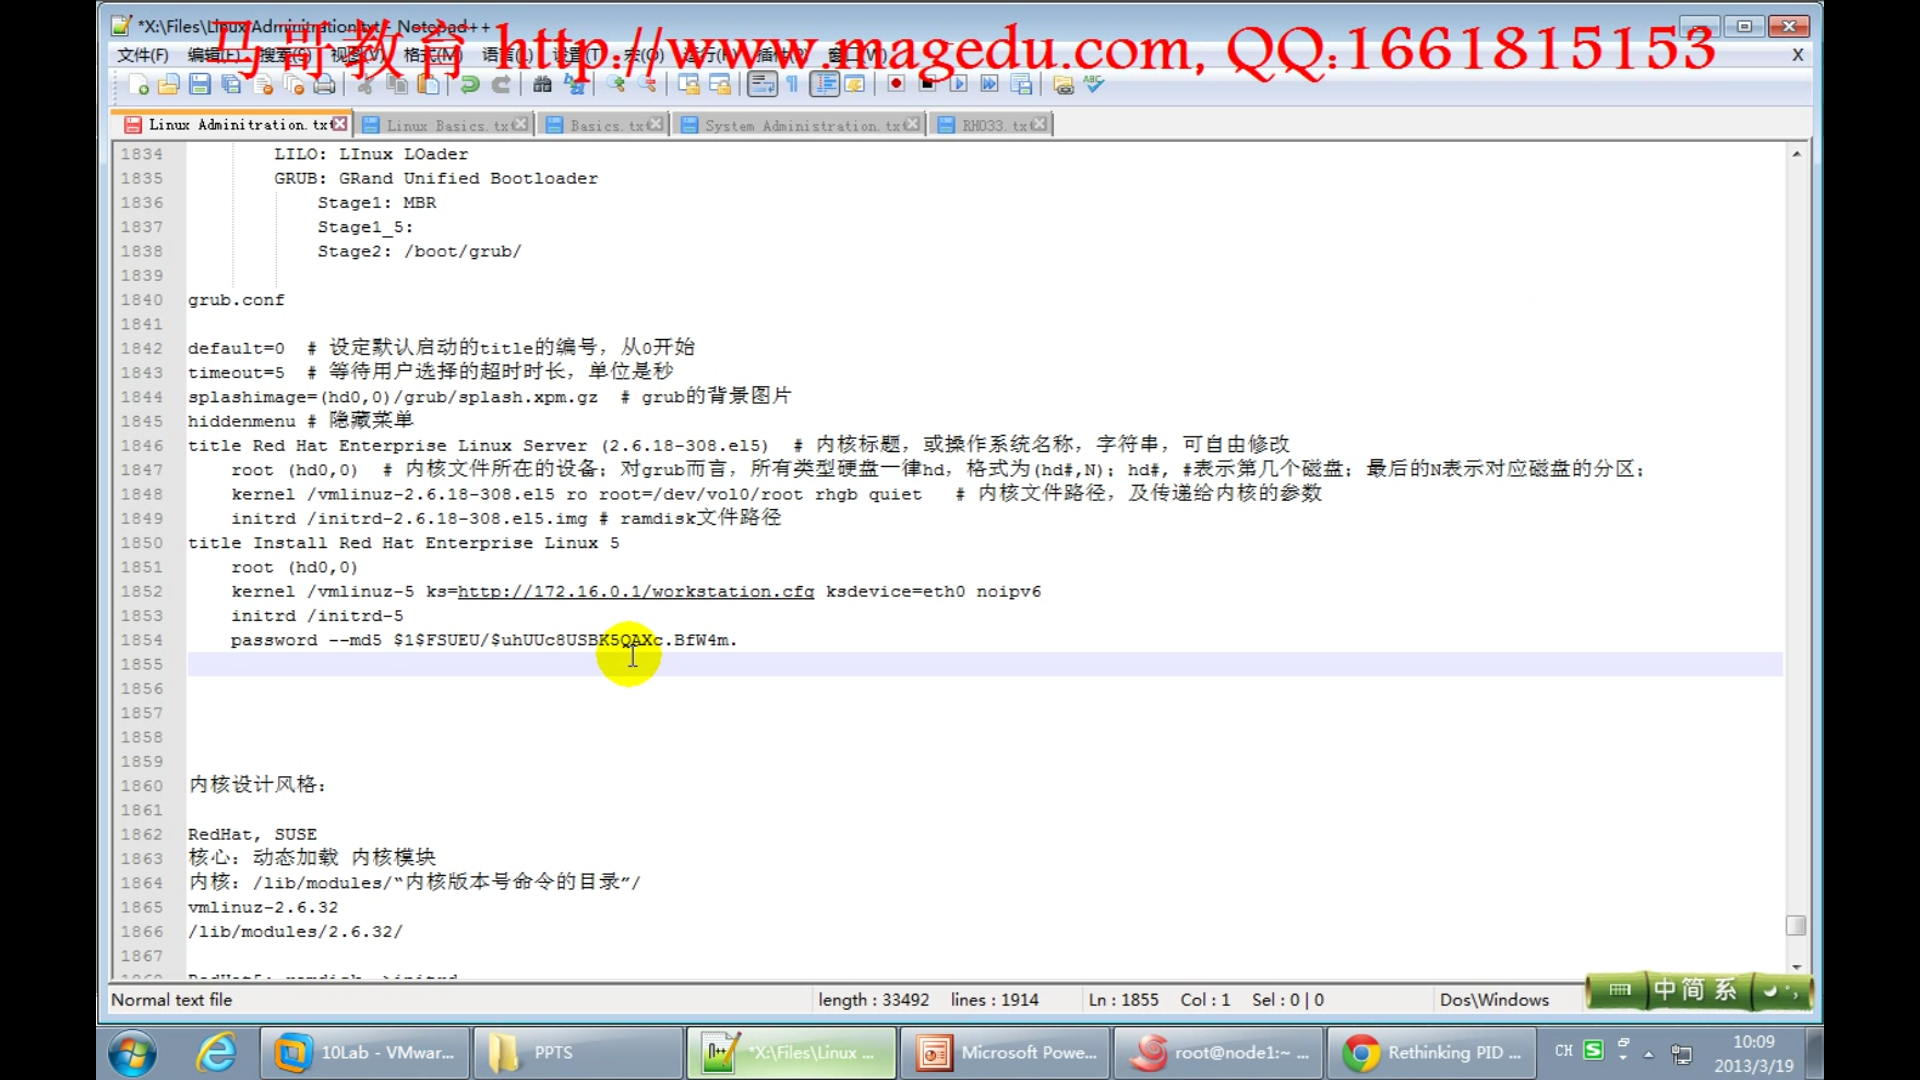 *X:\Files\Linux Adminitration.txt - Notepad++
马哥教育 http://www.magedu.com, QQ:1661815153
文件(F) 编辑(E) 搜索(S) 视图(V) 格式(M) 语言(L) 设置(T) 宏(O) 运行(R) 插件(P) 窗口(W) X
Linux Adminitration.txt Linux Basics.txt Basics.txt System Administration.txt RH033.txt
1834 LILO: LInux LOader
1835 GRUB: GRand Unified Bootloader
1836 Stage1: MBR
1837 Stage1_5:
1838 Stage2: /boot/grub/
1839
1840 grub.conf
1841
1842 default=0 # 设定默认启动的title的编号，从0开始
1843 timeout=5 # 等待用户选择的超时时长，单位是秒
1844 splashimage=(hd0,0)/grub/splash.xpm.gz # grub的背景图片
1845 hiddenmenu # 隐藏菜单
1846 title Red Hat Enterprise Linux Server (2.6.18-308.el5) # 内核标题，或操作系统名称，字符串，可自由修改
1847 root (hd0,0) # 内核文件所在的设备；对grub而言，所有类型硬盘一律hd，格式为(hd#,N)；hd#, #表示第几个磁盘；最后的N表示对应磁盘的分区；
1848 kernel /vmlinuz-2.6.18-308.el5 ro root=/dev/vol0/root rhgb quiet # 内核文件路径，及传递给内核的参数
1849 initrd /initrd-2.6.18-308.el5.img # ramdisk文件路径
1850 title Install Red Hat Enterprise Linux 5
1851 root (hd0,0)
1852 kernel /vmlinuz-5 ks=http://172.16.0.1/workstation.cfg ksdevice=eth0 noipv6
1853 initrd /initrd-5
1854 password --md5 $1$FSUEU/$uhUUc8USBK5QAXc.BfW4m.
1855
1856
1857
1858
1859
1860 内核设计风格：
1861
1862 RedHat, SUSE
1863 核心：动态加载 内核模块
1864 内核：/lib/modules/“内核版本号命令的目录”/
1865 vmlinuz-2.6.32
1866 /lib/modules/2.6.32/
1867
Normal text file length : 33492 lines : 1914 Ln : 1855 Col : 1 Sel : 0 | 0 Dos\Windows
中简系
10Lab - VMwar... PPTS *X:\Files\Linux ... Microsoft Powe... root@node1:~ ... Rethinking PID ... CH 10:09
2013/3/19